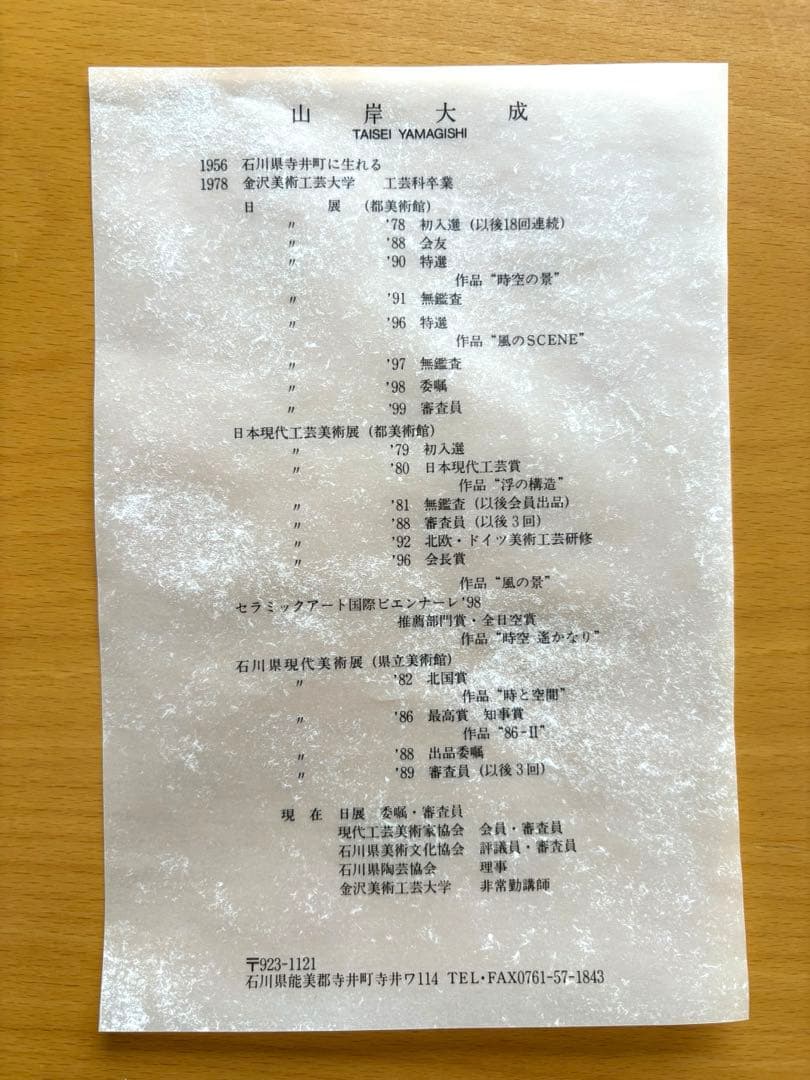 山岸大成
TAISEI YAMAGISHI
1956 石川県寺井町に生れる
1978 金沢美術工芸大学 工芸科卒業
日展 (都美術館)
〃 '78 初入選 (以後18回連続)
〃 '88 会友
〃 '90 特選
作品 “時空の景”
〃 '91 無鑑査
〃 '96 特選
作品 “風のSCENE”
〃 '97 無鑑査
〃 '98 委嘱
〃 '99 審査員
日本現代工芸美術展 (都美術館)
〃 '79 初入選
〃 '80 日本現代工芸賞
作品 “浮の構造”
〃 '81 無鑑査 (以後会員出品)
〃 '88 審査員 (以後3回)
〃 '92 北欧・ドイツ美術工芸研修
〃 '96 会長賞
作品 “風の景”
セラミックアート国際ビエンナーレ '98
推薦部門賞・全日空賞
作品 “時空 遙かなり”
石川県現代美術展 (県立美術館)
〃 '82 北国賞
作品 “時と空間”
〃 '86 最高賞 知事賞
作品 “86-Ⅱ”
〃 '88 出品委嘱
〃 '89 審査員 (以後3回)
現在 日展 委嘱・審査員
現代工芸美術家協会 会員・審査員
石川県美術文化協会 評議員・審査員
石川県陶芸協会 理事
金沢美術工芸大学 非常勤講師
〒923-1121
石川県能美郡寺井町寺井ワ114 TEL・FAX0761-57-1843